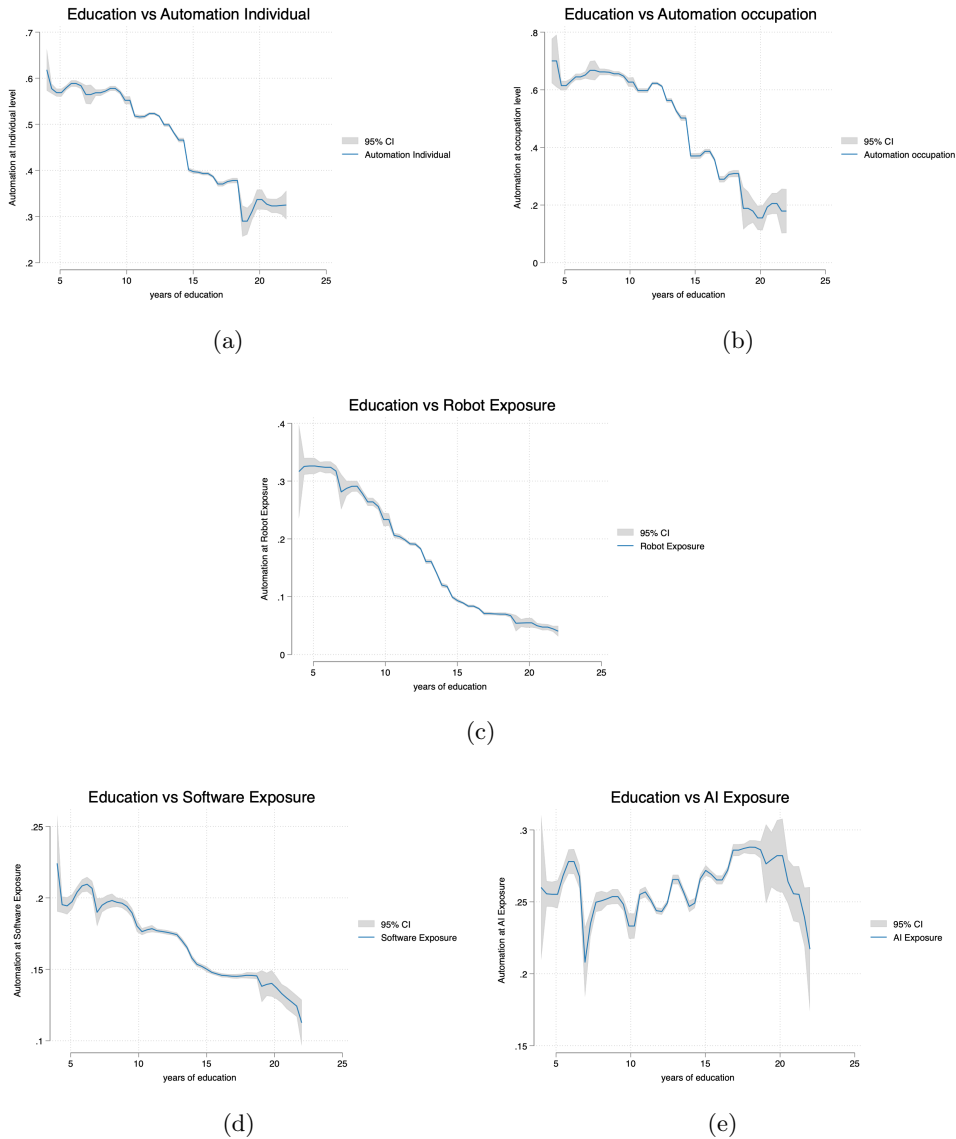 Education vs Automation Individual
.7
.6
.5
.4
.3
.2
Automation at Individual level
5 10 15 20 25
years of education
95% CI
Automation Individual
(a)
Education vs Automation occupation
.8
.6
.4
.2
0
Automation at occupation level
5 10 15 20 25
years of education
95% CI
Automation occupation
(b)
Education vs Robot Exposure
.4
.3
.2
.1
0
Automation at Robot Exposure
5 10 15 20 25
years of education
95% CI
Robot Exposure
(c)
Education vs Software Exposure
.25
.2
.15
.1
Automation at Software Exposure
5 10 15 20 25
years of education
95% CI
Software Exposure
(d)
Education vs AI Exposure
.3
.25
.2
.15
Automation at AI Exposure
5 10 15 20 25
years of education
95% CI
AI Exposure
(e)